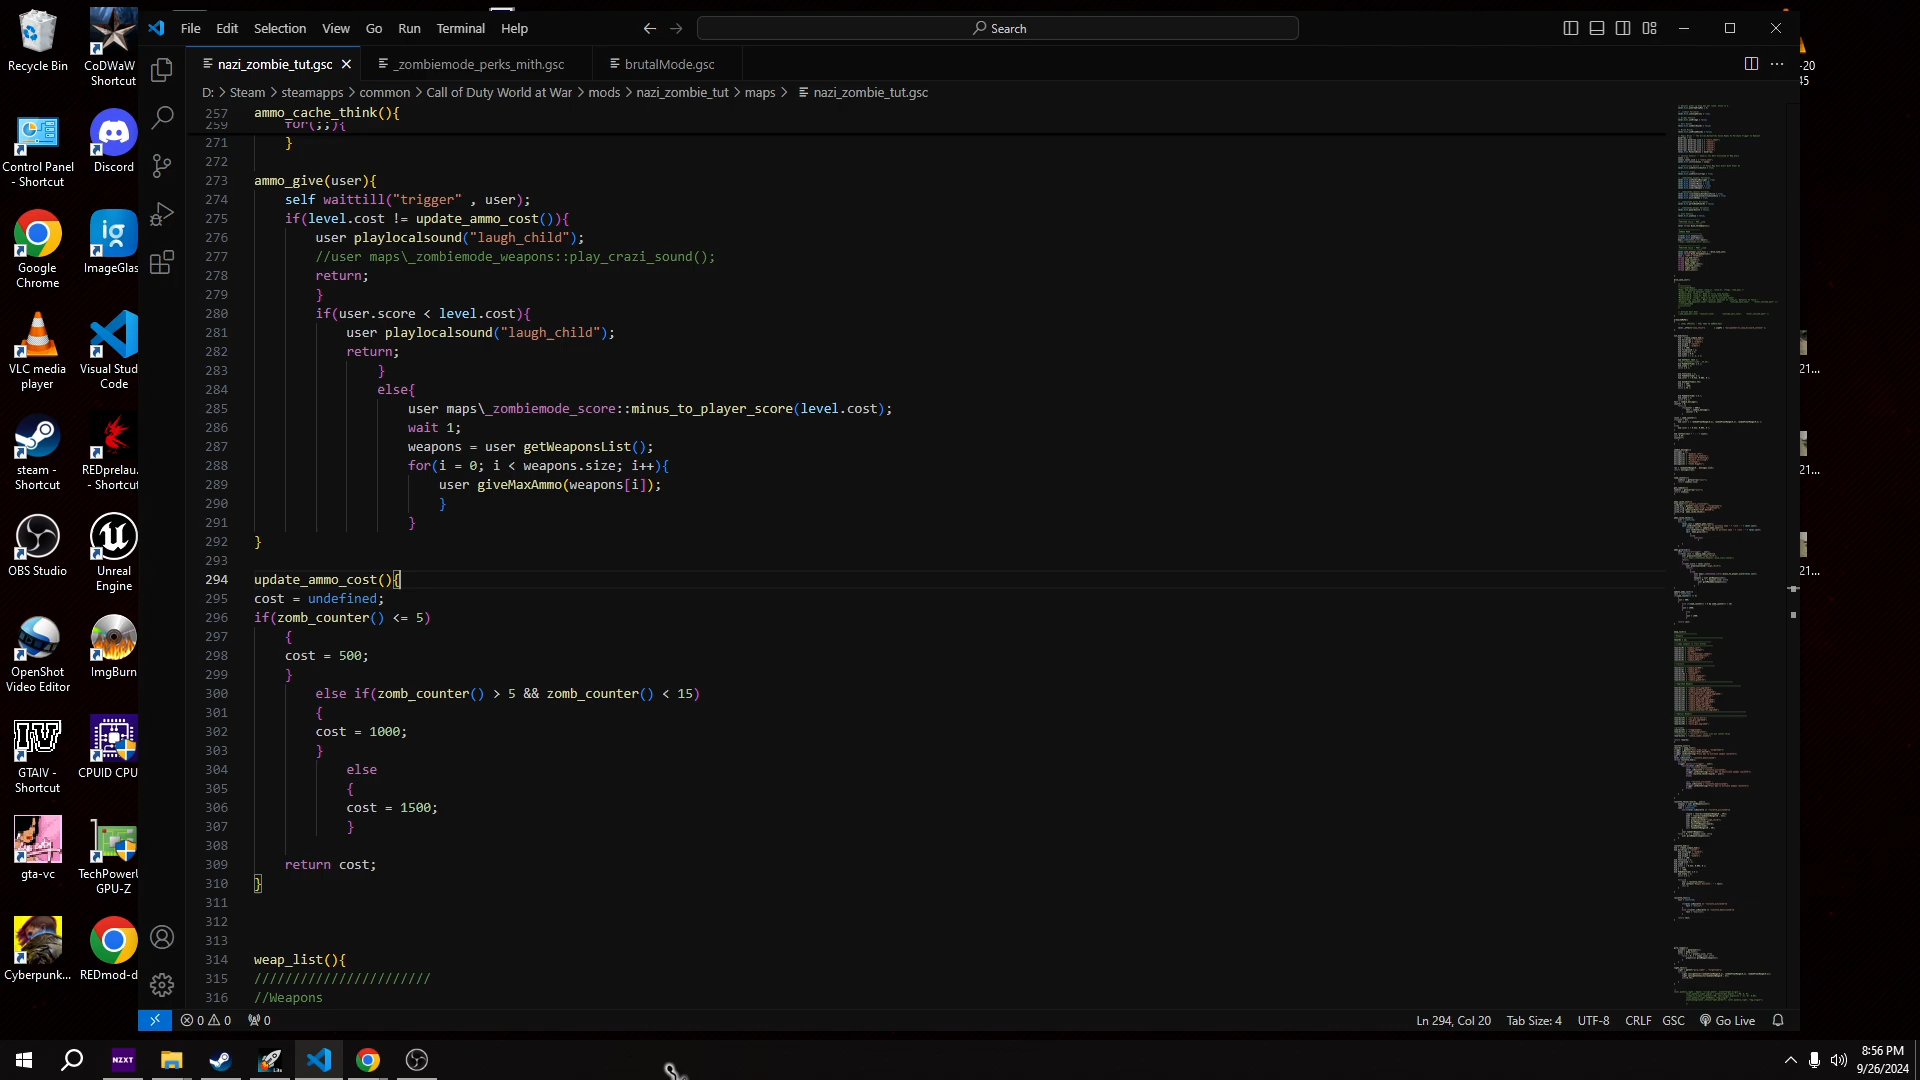 Recycle Bin
CoDWaW Shortcut
Control Panel - Shortcut
Discord
Google Chrome
ImageGlas
VLC media player
Visual Stud Code
steam - Shortcut
REDprelau. - Shortcut
OBS Studio
Unreal Engine
OpenShot Video Editor
ImgBurn
GTAIV - Shortcut
CPUID CPU
gta-vc
TechPowerU GPU-Z
Cyberpunk...
REDmod-d
File Edit Selection View Go Run Terminal Help
Search
nazi_zombie_tut.gsc
_zombiemode_perks_mith.gsc
brutalMode.gsc
D: > Steam > steamapps > common > Call of Duty World at War > mods > nazi_zombie_tut > maps > nazi_zombie_tut.gsc
257 ammo_cache_think(){
259 for(;;){
271 }
272
273 ammo_give(user){
274 self waittill("trigger" , user);
275 if(level.cost != update_ammo_cost()){
276 user playlocalsound("laugh_child");
277 //user maps\_zombiemode_weapons::play_crazi_sound();
278 return;
279 }
280 if(user.score < level.cost){
281 user playlocalsound("laugh_child");
282 return;
283 }
284 else{
285 user maps\_zombiemode_score::minus_to_player_score(level.cost);
286 wait 1;
287 weapons = user getWeaponsList();
288 for(i = 0; i < weapons.size; i++){
289 user giveMaxAmmo(weapons[i]);
290 }
291 }
292 }
293
294 update_ammo_cost(){
295 cost = undefined;
296 if(zomb_counter() <= 5)
297 {
298 cost = 500;
299 }
300 else if(zomb_counter() > 5 && zomb_counter() < 15)
301 {
302 cost = 1000;
303 }
304 else
305 {
306 cost = 1500;
307 }
308
309 return cost;
310 }
311
312
313
314 weap_list(){
315 ///////////////////////
316 //Weapons
-20
45
21...
21...
21...
0 0 0
Ln 294, Col 20 Tab Size: 4 UTF-8 CRLF GSC Go Live
NZXT
Lite
8:56 PM
9/26/2024